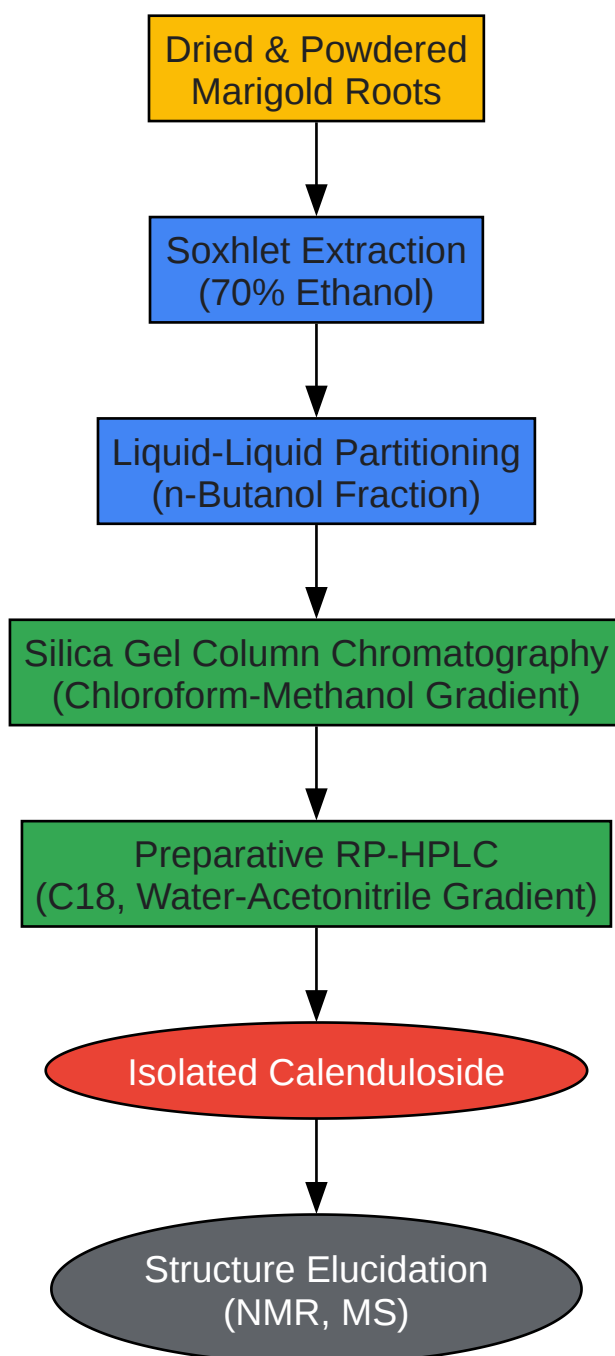 Dried & Powdered
Marigold Roots
Soxhlet Extraction
(70% Ethanol)
Liquid-Liquid Partitioning
(n-Butanol Fraction)
Silica Gel Column Chromatography
(Chloroform-Methanol Gradient)
Preparative RP-HPLC
(C18, Water-Acetonitrile Gradient)
Isolated Calenduloside
Structure Elucidation
(NMR, MS)